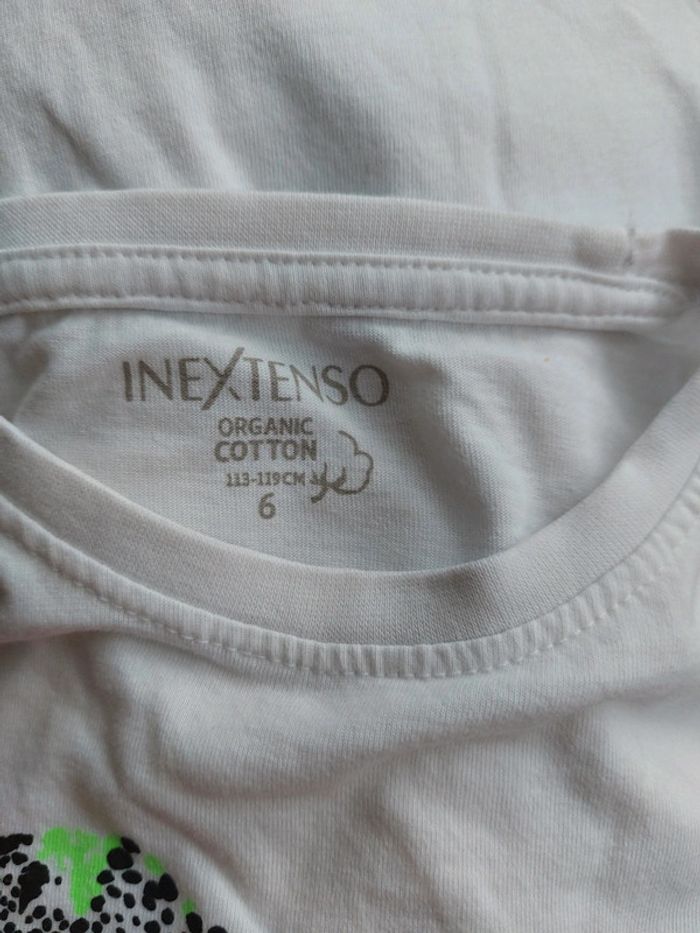 INEXTENSO
ORGANIC
COTTON
113-119CM
6